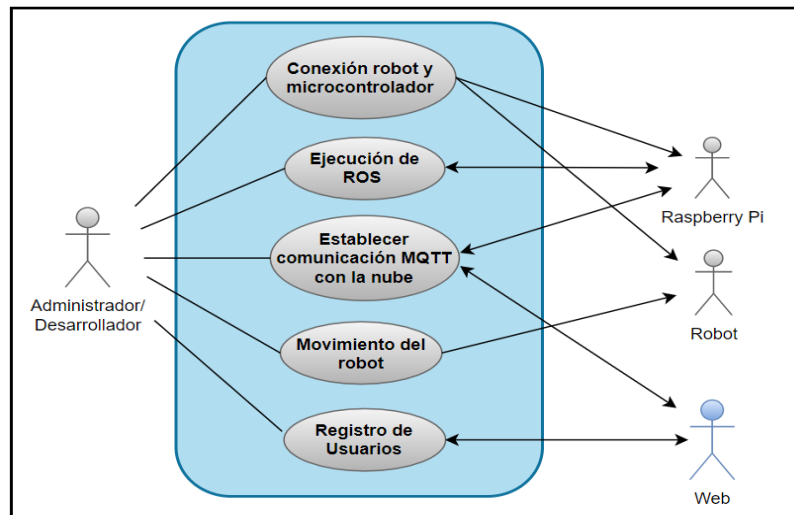 Conexión robot y
microcontrolador
Ejecución de
ROS
Establecer
comunicación MQTT
con la nube
Movimiento del
robot
Registro de
Usuarios
Administrador/
Desarrollador
Raspberry Pi
Robot
Web